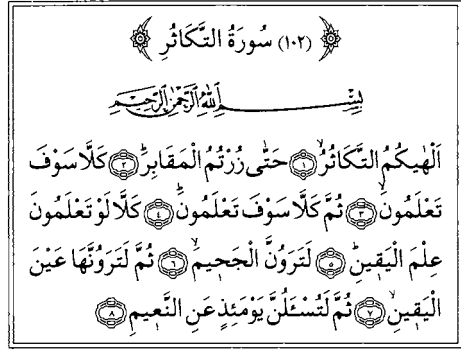 ﴿ (١٠٢) سُورَةُ التَّكَاثُرِ ﴾
بِسْمِ اللّٰهِ الرَّحْمٰنِ الرَّحِيمِ
اَلْهٰيكُمُ التَّكَاثُرُۙ ﴿١﴾ حَتّٰى زُرْتُمُ الْمَقَابِرَۜ ﴿٢﴾ كَلَّا سَوْفَ
تَعْلَمُونَۙ ﴿٣﴾ ثُمَّ كَلَّا سَوْفَ تَعْلَمُونَۜ ﴿٤﴾ كَلَّا لَوْ تَعْلَمُونَ
عِلْمَ الْيَقٖينِۜ ﴿٥﴾ لَتَرَوُنَّ الْجَحٖيمَۙ ﴿٦﴾ ثُمَّ لَتَرَوُنَّهَا عَيْنَ
الْيَقٖينِۙ ﴿٧﴾ ثُمَّ لَتُسْـَٔلُنَّ يَوْمَئِذٍ عَنِ النَّعٖيمِ ﴿٨﴾